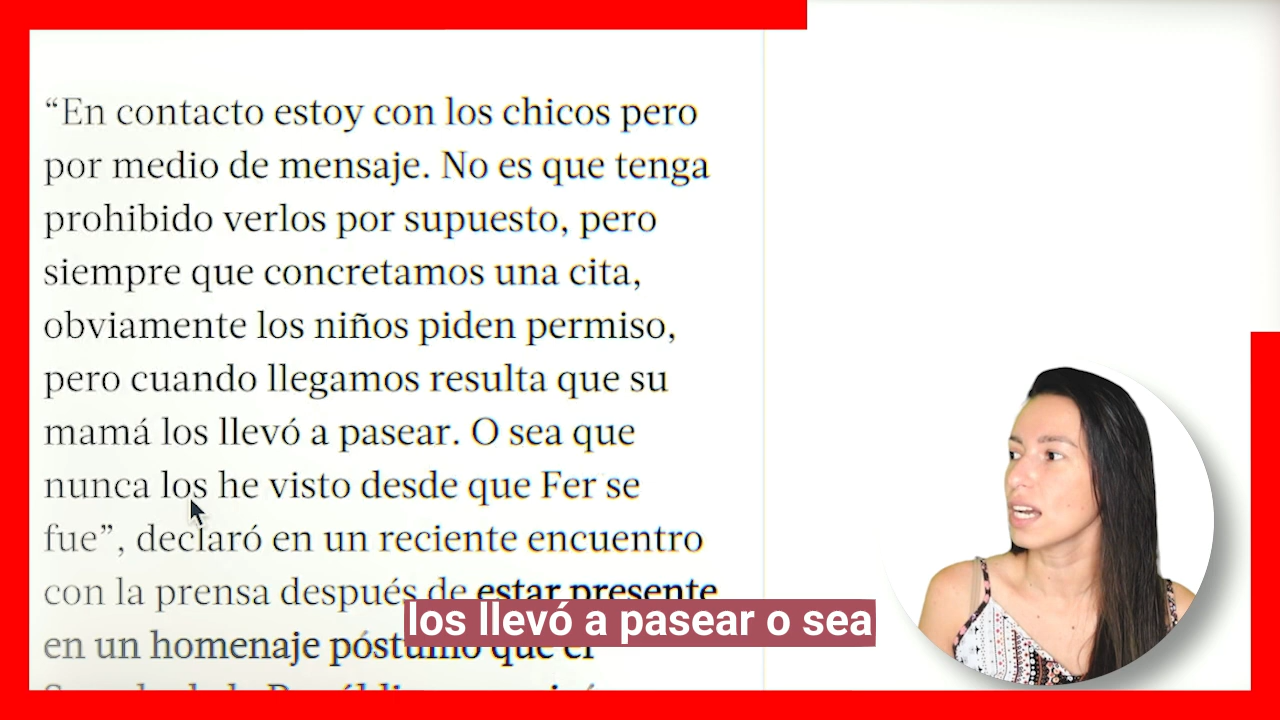 “En contacto estoy con los chicos pero
por medio de mensaje. No es que tenga
prohibido verlos por supuesto, pero
siempre que concretamos una cita,
obviamente los niños piden permiso,
pero cuando llegamos resulta que su
mamá los llevó a pasear. O sea que
nunca los he visto desde que Fer se
fue”, declaró en un reciente encuentro
con la prensa después de estar presente
en un homenaje póstumo que el
los llevó a pasear o sea